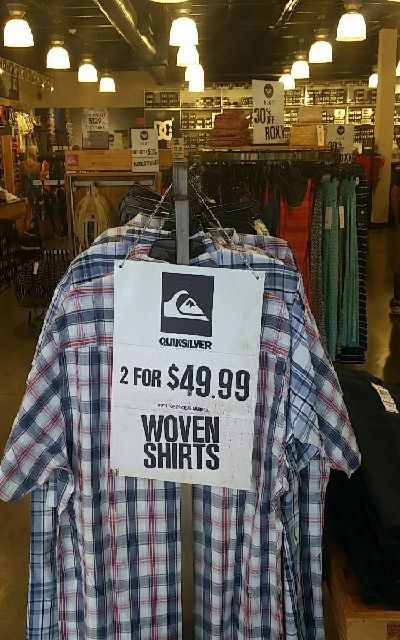 QUIKSILVER
2 FOR $49.99
WOVEN
SHIRTS
30%
OFF
ROXY